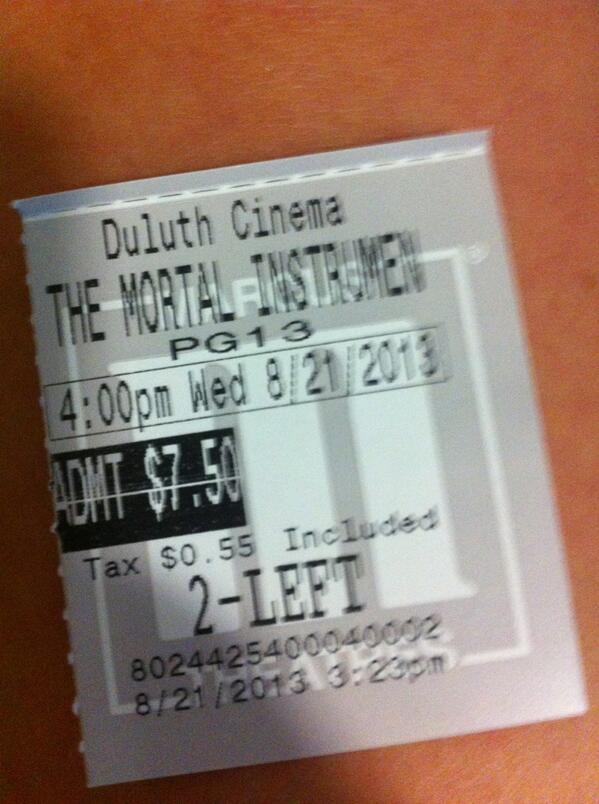 Duluth Cinema
THE MORTAL INSTRUMEN
PG13
4:00pm Wed 8/21/2013
ADMT $7.50
Tax $0.55 Included
2-LEFT
8024425400040002
8/21/2013 3:23pm